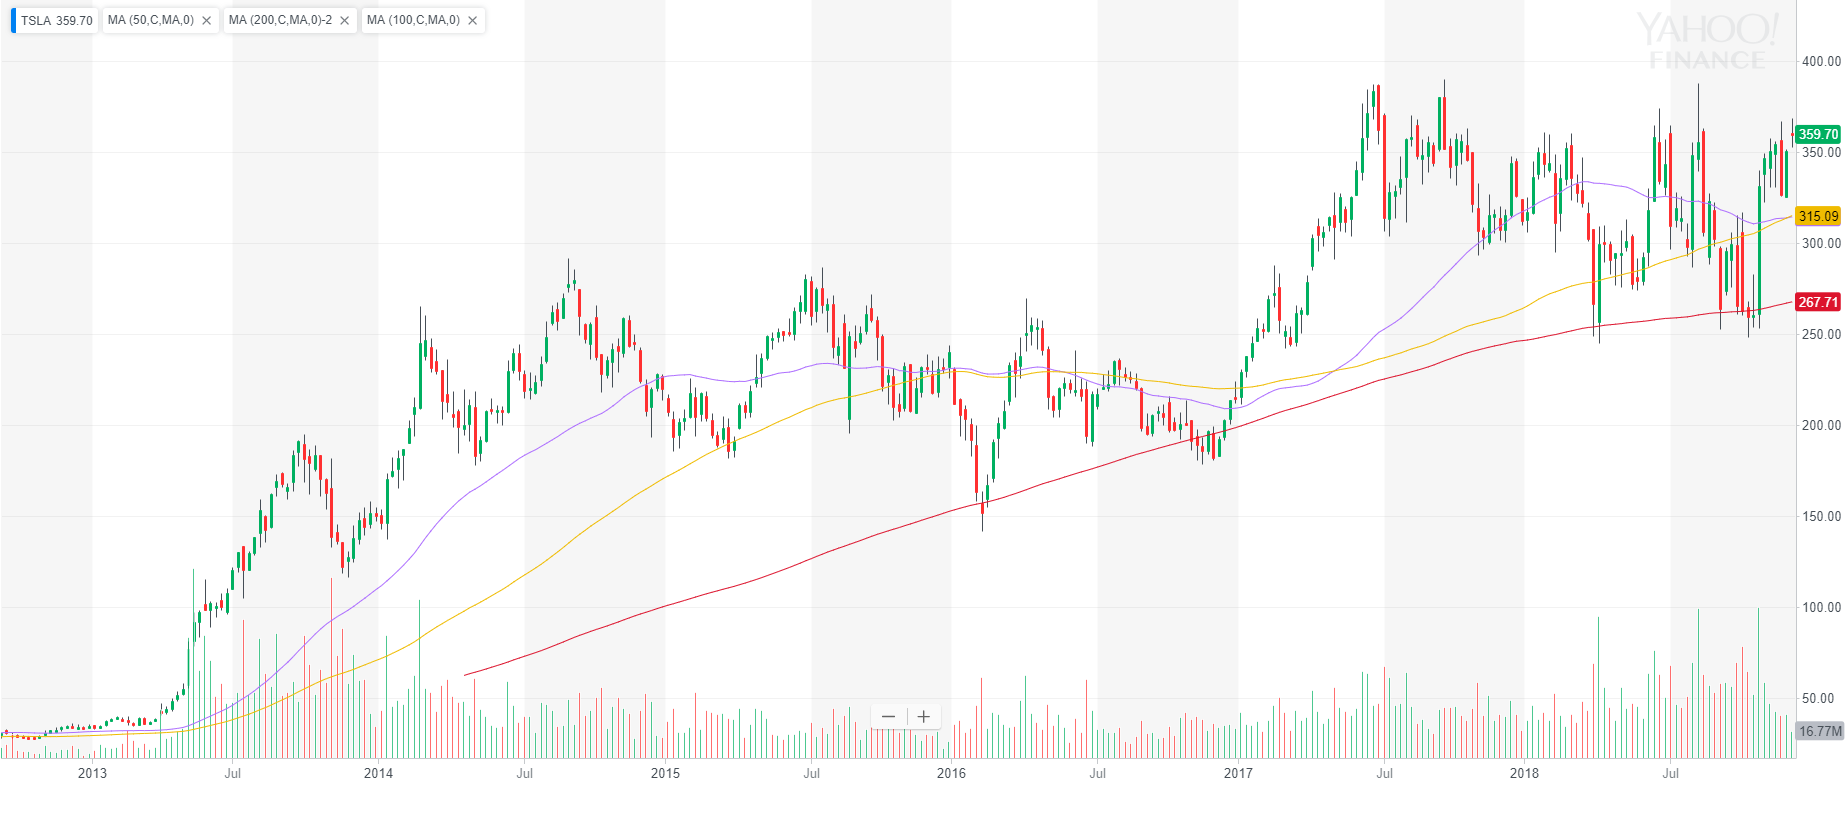 TSLA 359.70 MA (50,C,MA,0) × MA (200,C,MA,0)-2 × MA (100,C,MA,0) ×
YAHOO!
FINANCE
400.00
359.70
350.00
315.09
300.00
267.71
250.00
200.00
150.00
100.00
50.00
16.77M
2013 Jul 2014 Jul 2015 Jul 2016 Jul 2017 Jul 2018 Jul